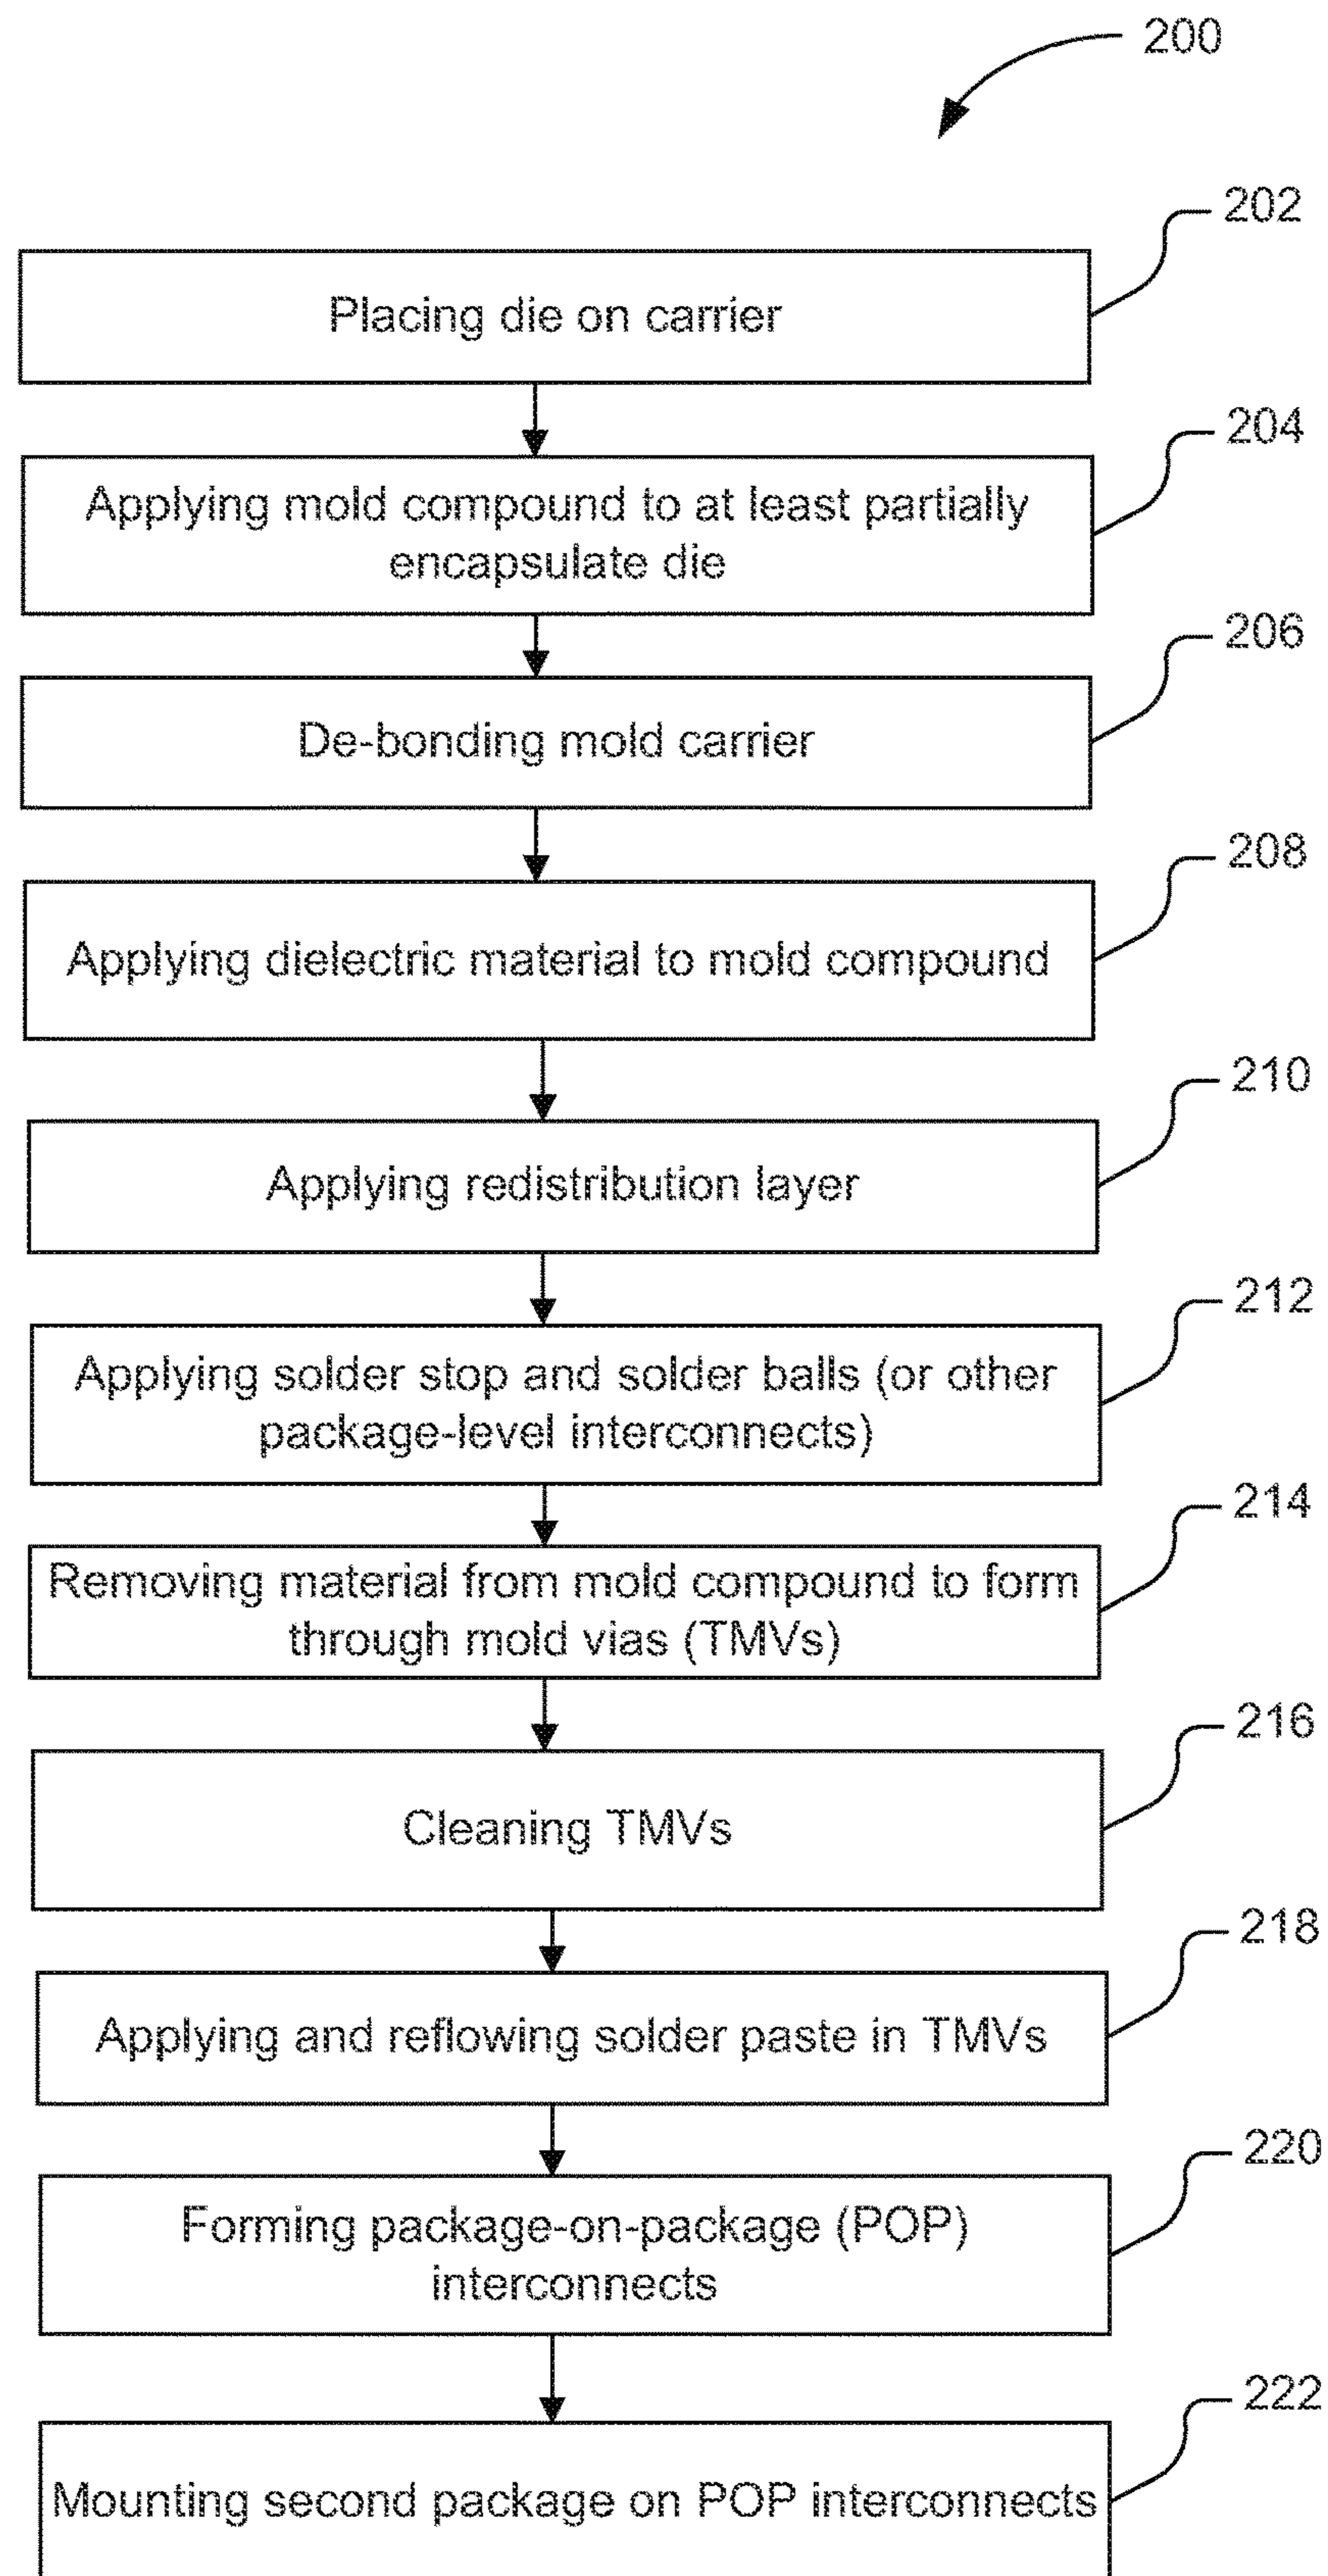 200
202
Placing die on carrier
204
Applying mold compound to at least partially
encapsulate die
206
De-bonding mold carrier
208
Applying dielectric material to mold compound
210
Applying redistribution layer
212
Applying solder stop and solder balls (or other
package-level interconnects)
214
Removing material from mold compound to form
through mold vias (TMVs)
216
Cleaning TMVs
218
Applying and reflowing solder paste in TMVs
220
Forming package-on-package (POP)
interconnects
222
Mounting second package on POP interconnects